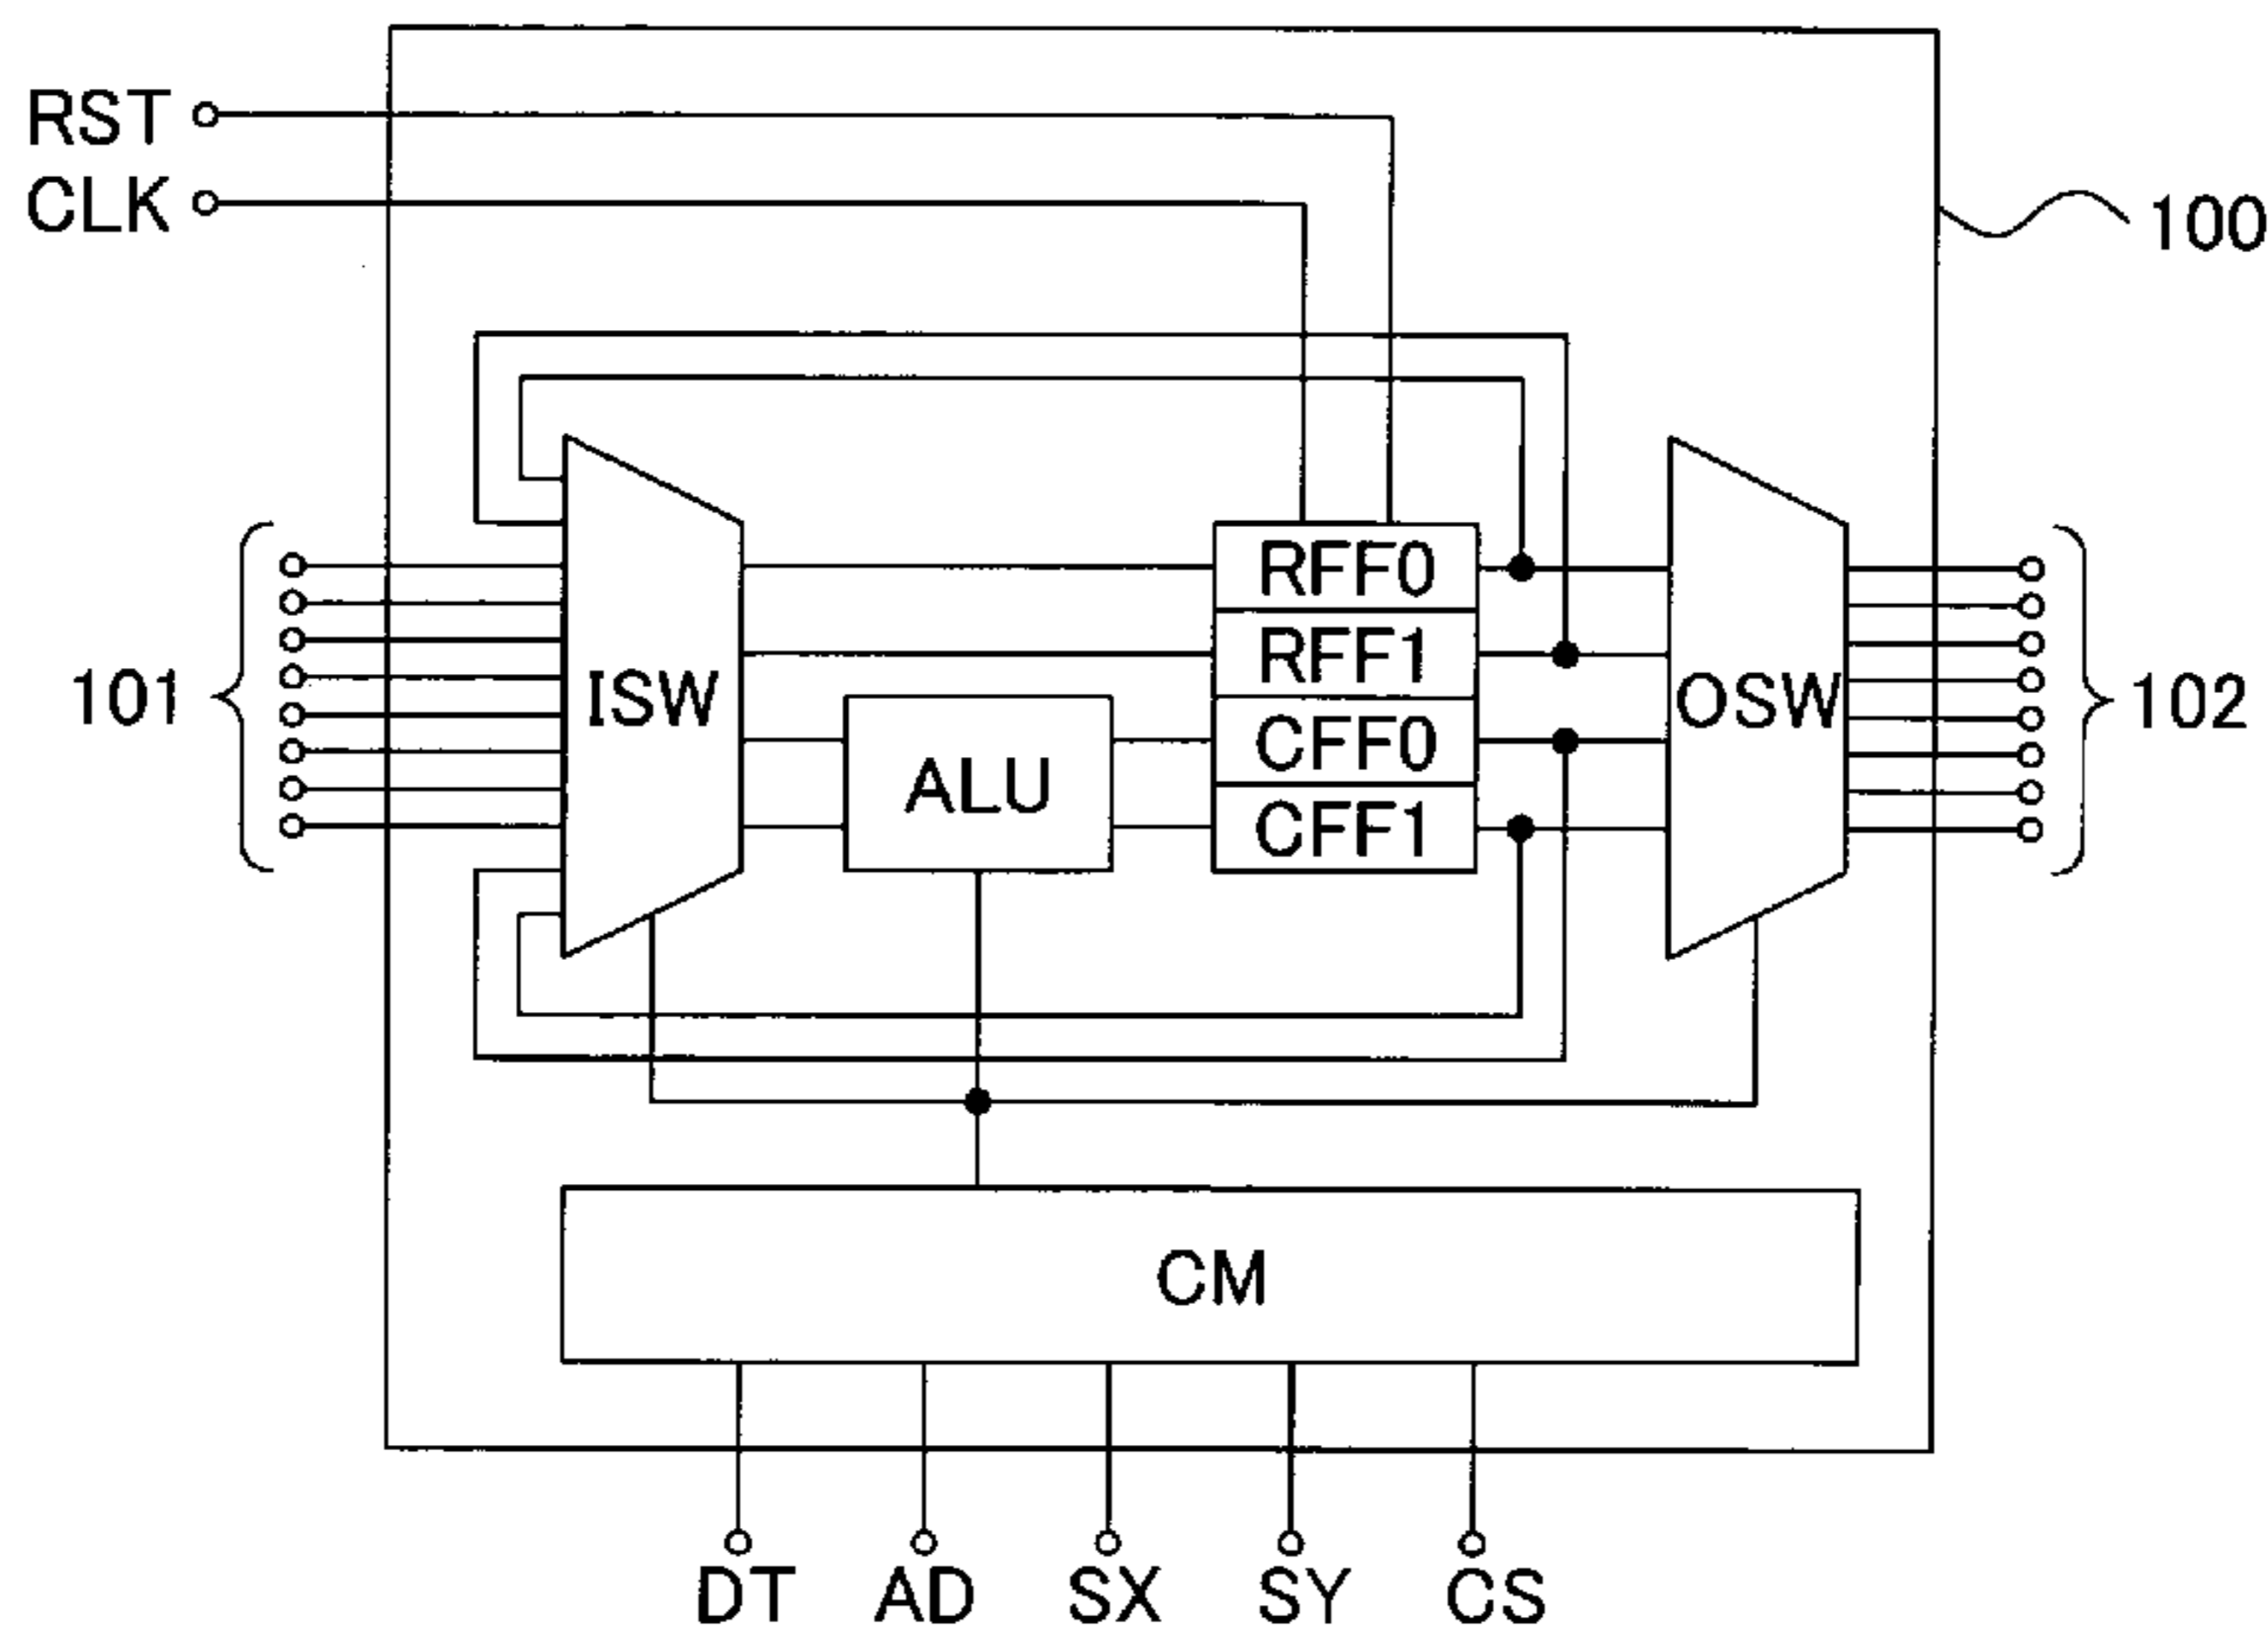 RST
CLK
100
RFF0
RFF1
CFF0
CFF1
ISW
ALU
OSW
101
102
CM
DT
AD
SX
SY
CS